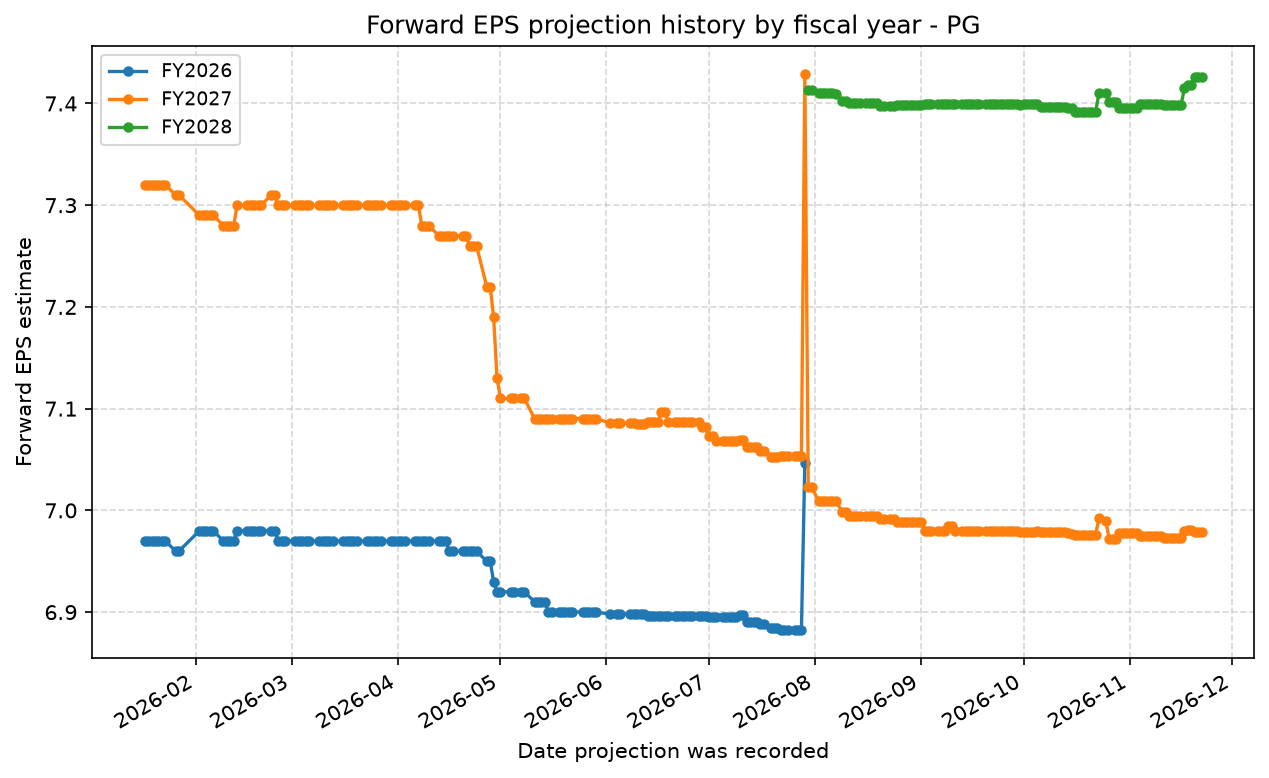 Forward EPS projection history by fiscal year - PG
FY2026
FY2027
FY2028
Forward EPS estimate
7.4
7.3
7.2
7.1
7.0
6.9
2026-02
2026-03
2026-04
2026-05
2026-06
2026-07
2026-08
2026-09
2026-10
2026-11
2026-12
Date projection was recorded